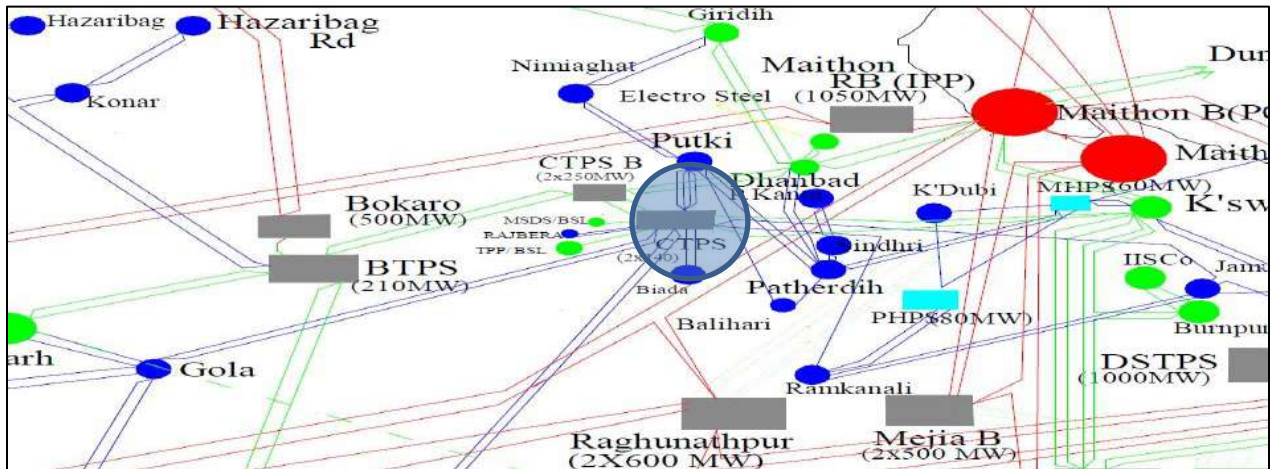 Hazaribag
Hazaribag
Rd
Giridih
Konar
Nimiaghat
Electro Steel
Maithon
RB (IPP)
(1050MW)
Dur
Maithon B(PC
Maith
Putki
CTPS B
(2x250MW)
Dhanbad
K'Dubi
MHPS(60MW)
K'sw
Bokaro
(500MW)
MSDS/BSL
RAJBERA
TPP/BSL
CTPS
Sindhri
BTPS
(210MW)
Biada
Patherdih
IISCo
Jam
Balihari
PHPS(80MW)
Burnpur
arh
Gola
Ramkanali
DSTPS
(1000MW)
Raghunathpur
(2X600 MW)
Mejia B
(2x500 MW)